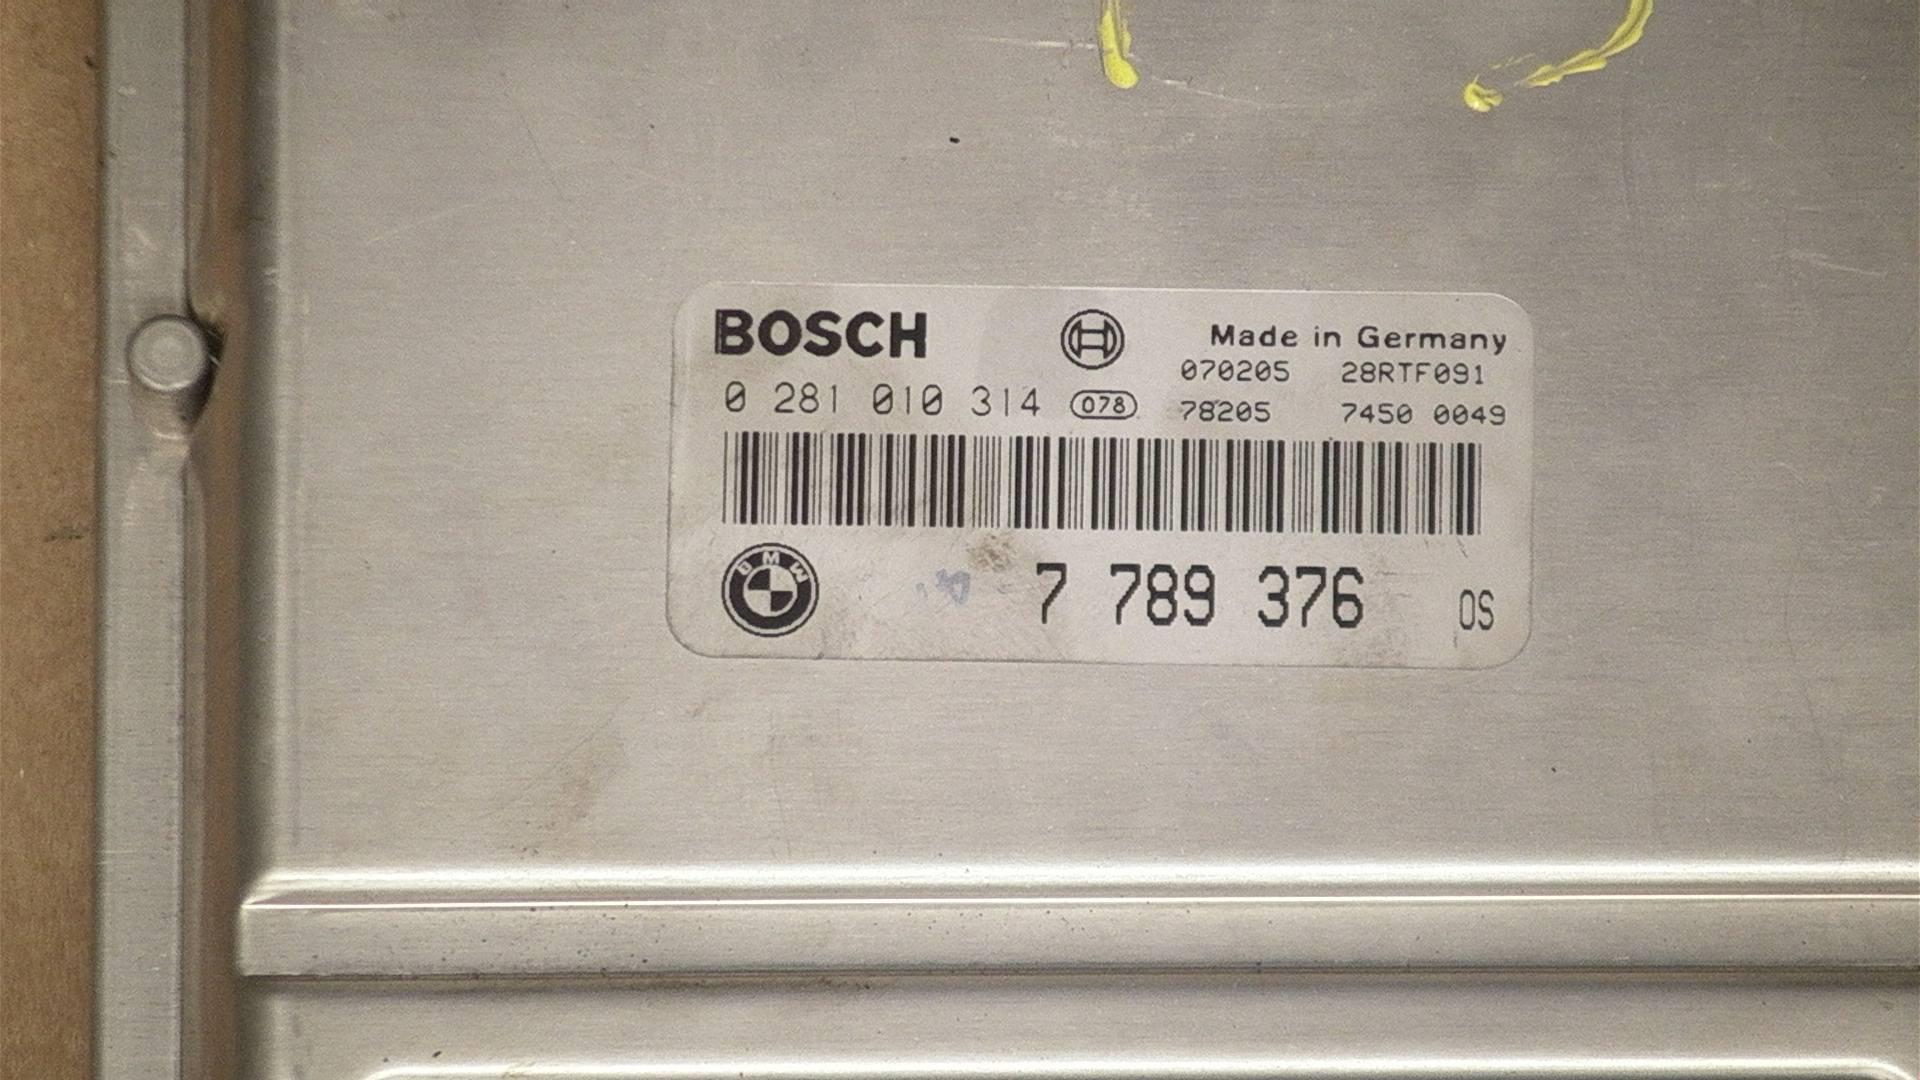 BOSCH Made in Germany
070205 28RTF091
0 281 010 314 078 78205 7450 0049
BMW 7 789 376 OS